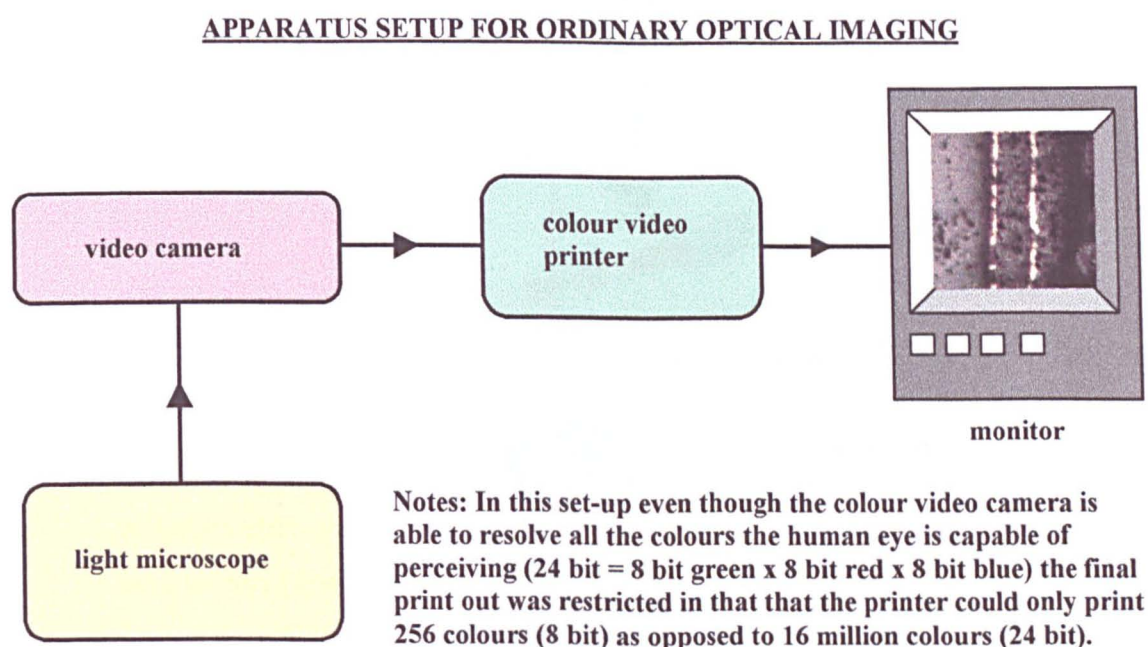 APPARATUS SETUP FOR ORDINARY OPTICAL IMAGING
video camera
colour video
printer
monitor
light microscope
Notes: In this set-up even though the colour video camera is
able to resolve all the colours the human eye is capable of
perceiving (24 bit = 8 bit green x 8 bit red x 8 bit blue) the final
print out was restricted in that that the printer could only print
256 colours (8 bit) as opposed to 16 million colours (24 bit).